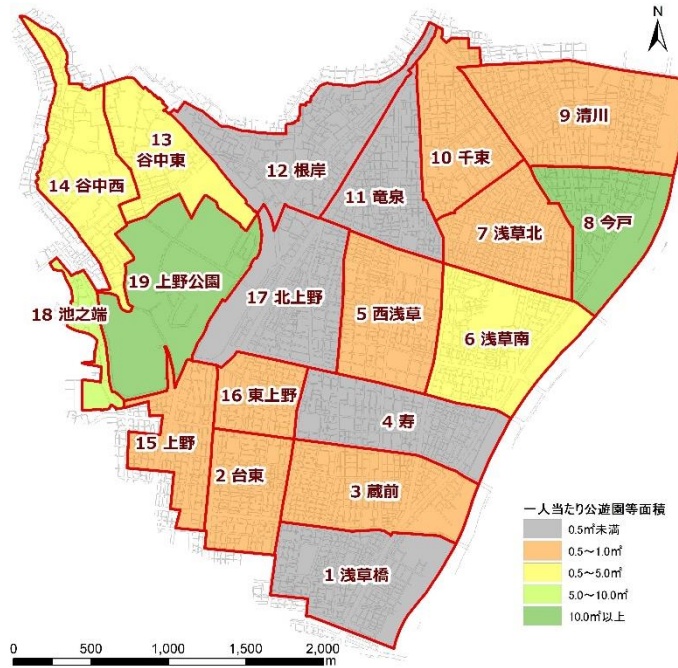 N
9 清川
13
谷中東
10 千束
12 根岸
14 谷中西
11 竜泉
8 今戸
7 浅草北
19 上野公園
17 北上野
18 池之端
5 西浅草
6 浅草南
16 東上野
4 寿
15 上野
2 台東
3 蔵前
1 浅草橋
一人当たり公遊園等面積
0.5㎡未満
0.5～1.0㎡
0.5～5.0㎡
5.0～10.0㎡
10.0㎡以上
0 500 1,000 1,500 2,000
m